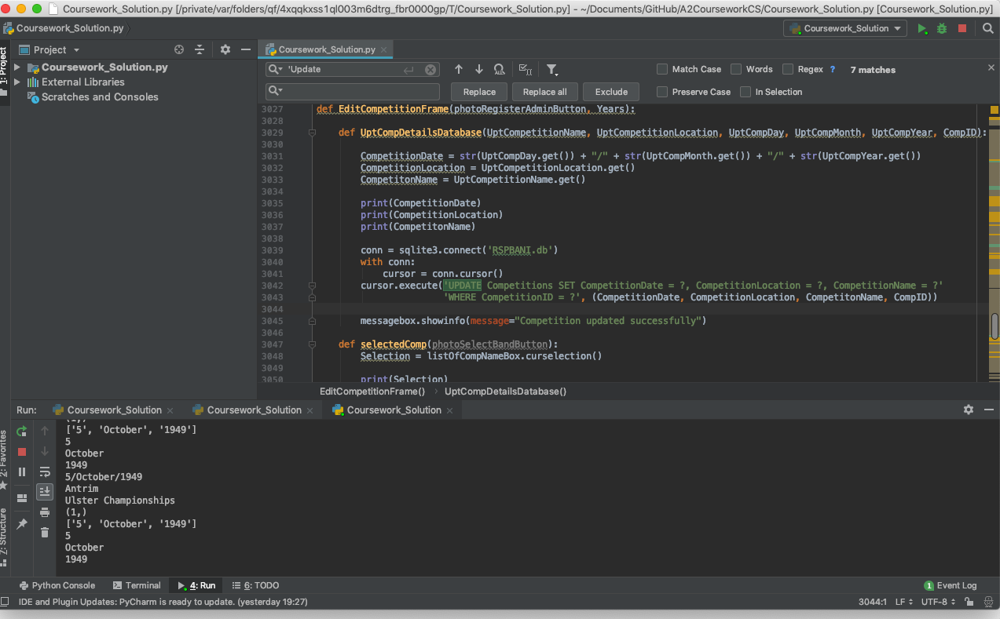 Coursework_Solution.py [/private/var/folders/qf/4xqqkxss1ql003m6dtrg_fbr0000gp/T/Coursework_Solution.py] - ~/Documents/GitHub/A2CourseworkCS/Coursework_Solution.py [Coursework_Solution.py]
Coursework_Solution.py
Coursework_Solution
1: Project
Project
Coursework_Solution.py
Coursework_Solution.py
External Libraries
Scratches and Consoles
'Update
Match Case
Words
Regex
?
7 matches
Replace
Replace all
Exclude
Preserve Case
In Selection
3027 def EditCompetitionFrame(photoRegisterAdminButton, Years):
3028
3029 def UptCompDetailsDatabase(UptCompetitionName, UptCompetitionLocation, UptCompDay, UptCompMonth, UptCompYear, CompID):
3030
3031 CompetitionDate = str(UptCompDay.get()) + "/" + str(UptCompMonth.get()) + "/" + str(UptCompYear.get())
3032 CompetitionLocation = UptCompetitionLocation.get()
3033 CompetitonName = UptCompetitionName.get()
3034
3035 print(CompetitionDate)
3036 print(CompetitionLocation)
3037 print(CompetitonName)
3038
3039 conn = sqlite3.connect('RSPBANI.db')
3040 with conn:
3041 cursor = conn.cursor()
3042 cursor.execute('UPDATE Competitions SET CompetitionDate = ?, CompetitionLocation = ?, CompetitionName = ?'
3043 'WHERE CompetitionID = ?', (CompetitionDate, CompetitionLocation, CompetitonName, CompID))
3044
3045 messagebox.showinfo(message="Competition updated successfully")
3046
3047 def selectedComp(photoSelectBandButton):
3048 Selection = listOfCompNameBox.curselection()
3049
3050 print(Selection)
EditCompetitionFrame() › UptCompDetailsDatabase()
Run:
Coursework_Solution
Coursework_Solution
Coursework_Solution
2: Favorites
7: Structure
(1,)
['5', 'October', '1949']
5
October
1949
5/October/1949
Antrim
Ulster Championships
(1,)
['5', 'October', '1949']
5
October
1949
Python Console
Terminal
4: Run
6: TODO
1 Event Log
IDE and Plugin Updates: PyCharm is ready to update. (yesterday 19:27)
3044:1
LF
UTF-8